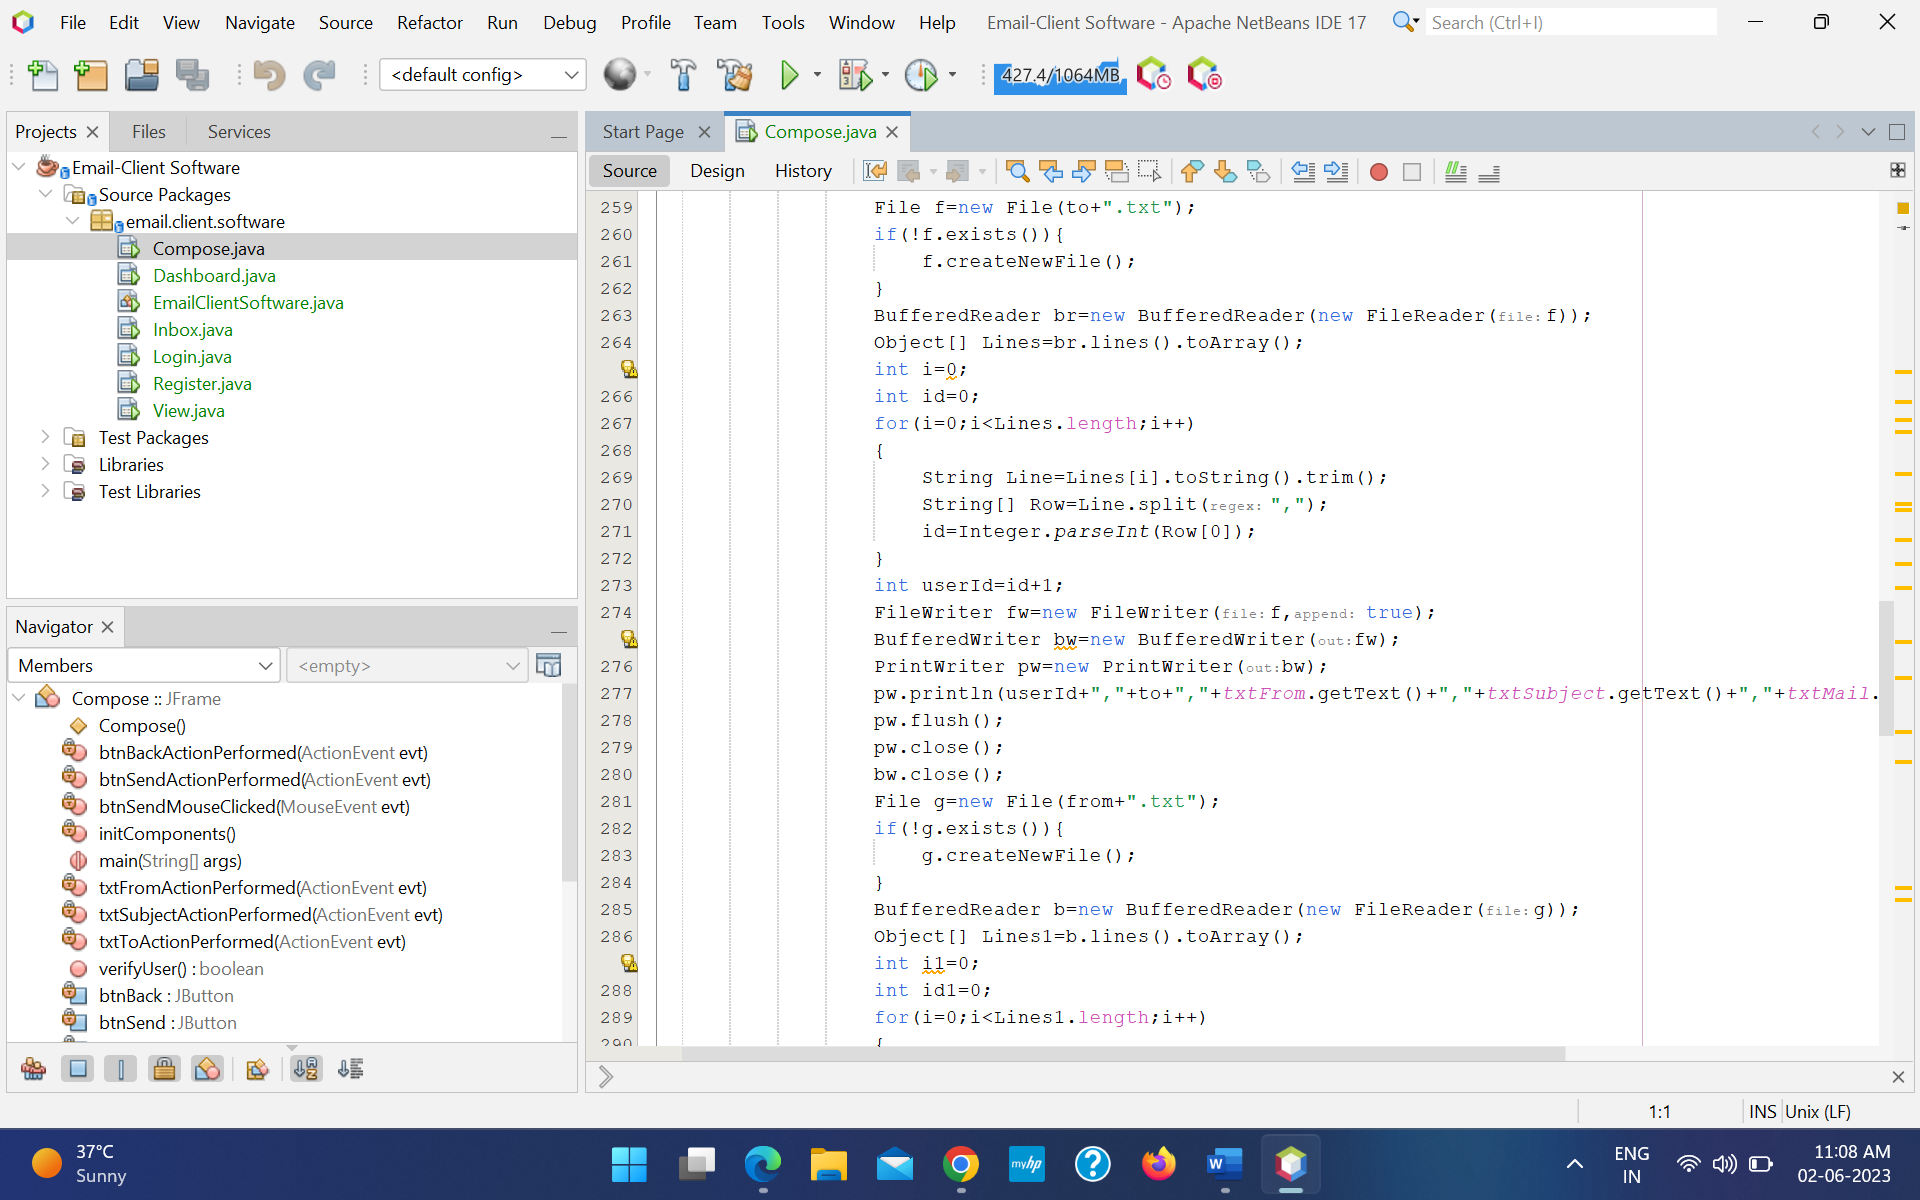 File Edit View Navigate Source Refactor Run Debug Profile Team Tools Window Help Email-Client Software - Apache NetBeans IDE 17 Search (Ctrl+I)
<default config> 427.4/1064MB
Projects Files Services
Email-Client Software
Source Packages
email.client.software
Compose.java
Dashboard.java
EmailClientSoftware.java
Inbox.java
Login.java
Register.java
View.java
Test Packages
Libraries
Test Libraries
Navigator
Members <empty>
Compose :: JFrame
Compose()
btnBackActionPerformed(ActionEvent evt)
btnSendActionPerformed(ActionEvent evt)
btnSendMouseClicked(MouseEvent evt)
initComponents()
main(String[] args)
txtFromActionPerformed(ActionEvent evt)
txtSubjectActionPerformed(ActionEvent evt)
txtToActionPerformed(ActionEvent evt)
verifyUser() : boolean
btnBack : JButton
btnSend : JButton
Start Page Compose.java
Source Design History
259 File f=new File(to+".txt");
260 if(!f.exists()){
261 f.createNewFile();
262 }
263 BufferedReader br=new BufferedReader(new FileReader(file: f));
264 Object[] Lines=br.lines().toArray();
int i=0;
266 int id=0;
267 for(i=0;i<Lines.length;i++)
268 {
269 String Line=Lines[i].toString().trim();
270 String[] Row=Line.split(regex: ",");
271 id=Integer.parseInt(Row[0]);
272 }
273 int userId=id+1;
274 FileWriter fw=new FileWriter(file: f,append: true);
BufferedWriter bw=new BufferedWriter(out:fw);
276 PrintWriter pw=new PrintWriter(out:bw);
277 pw.println(userId+","+to+","+txtFrom.getText()+","+txtSubject.getText()+","+txtMail.
278 pw.flush();
279 pw.close();
280 bw.close();
281 File g=new File(from+".txt");
282 if(!g.exists()){
283 g.createNewFile();
284 }
285 BufferedReader b=new BufferedReader(new FileReader(file: g));
286 Object[] Lines1=b.lines().toArray();
int i1=0;
288 int id1=0;
289 for(i=0;i<Lines1.length;i++)
290 {
1:1 INS Unix (LF)
37°C
Sunny
myhp
ENG
IN
11:08 AM
02-06-2023